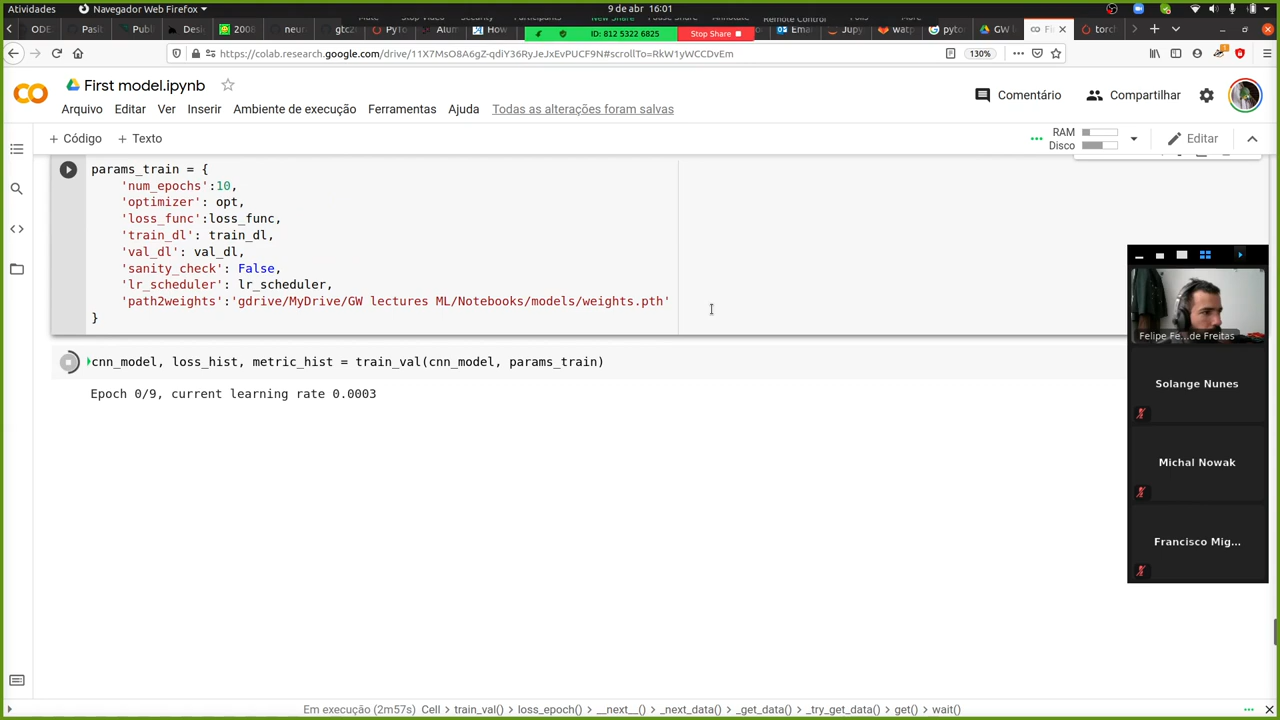 Atividades
Navegador Web FireFox
9 de abr 16:01
ID: 812 5322 6825
Stop Share
https://colab.research.google.com/drive/11X7MsO8A6gZ-qdiY36RyJeJxEvPUCF9N#scrollTo=RkW1yWCCDvEm
130%
First model.ipynb
Arquivo Editar Ver Inserir Ambiente de execução Ferramentas Ajuda Todas as alterações foram salvas
Comentário
Compartilhar
+ Código + Texto
RAM
Disco
Editar
params_train = {
'num_epochs':10,
'optimizer': opt,
'loss_func':loss_func,
'train_dl': train_dl,
'val_dl': val_dl,
'sanity_check': False,
'lr_scheduler': lr_scheduler,
'path2weights':'gdrive/MyDrive/GW lectures ML/Notebooks/models/weights.pth'
}
cnn_model, loss_hist, metric_hist = train_val(cnn_model, params_train)
Epoch 0/9, current learning rate 0.0003
Felipe Fe...de Freitas
Solange Nunes
Michal Nowak
Francisco Mig...
Em execução (2m57s) Cell > train_val() > loss_epoch() > __next__() > _next_data() > _get_data() > _try_get_data() > get() > wait()